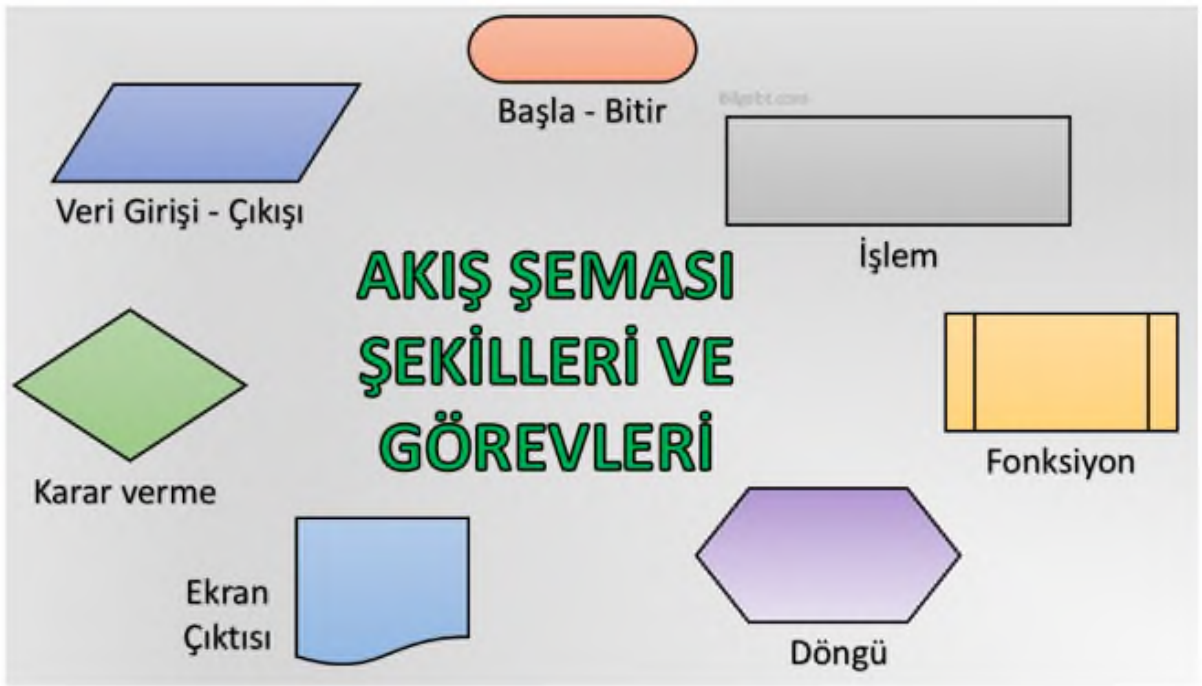 Başla - Bitir
Veri Girişi - Çıkışı
İşlem
AKIŞ ŞEMASI
ŞEKİLLERİ VE
GÖREVLERİ
Karar verme
Fonksiyon
Ekran
Çıktısı
Döngü